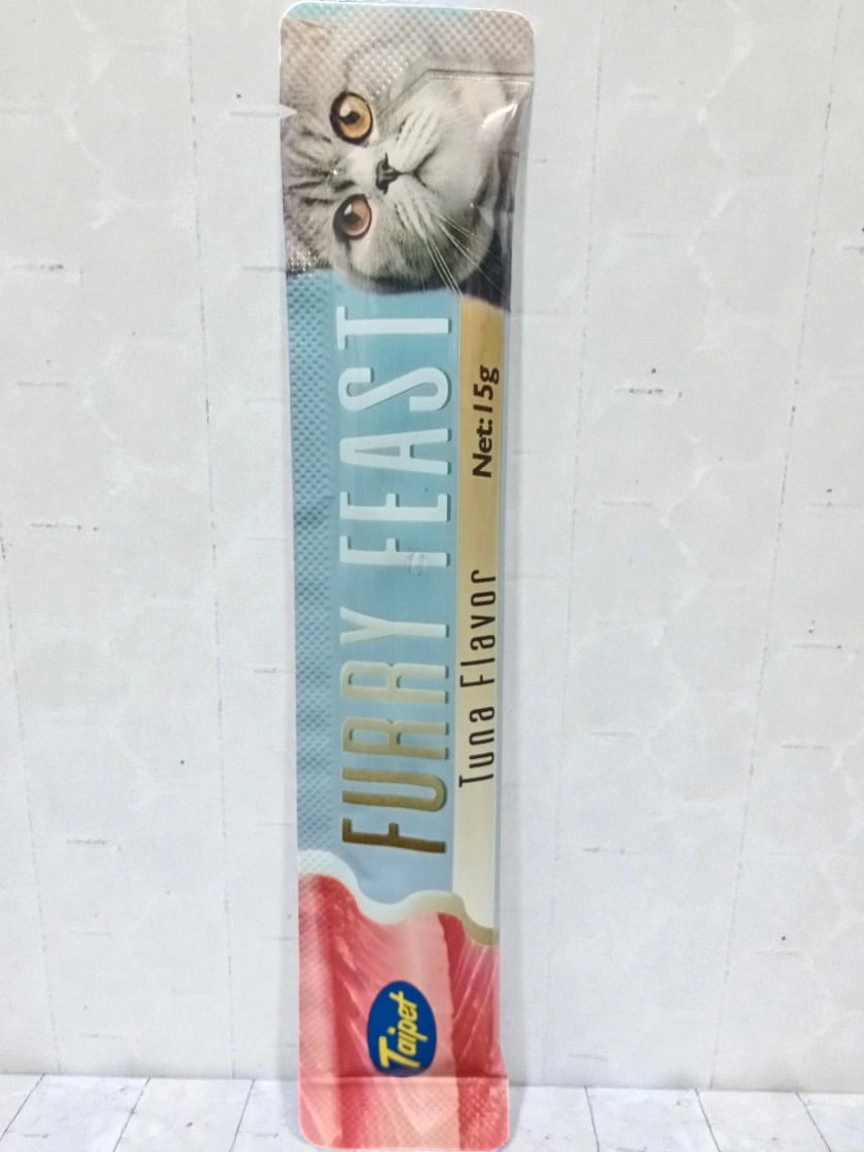 FURRY FEAST
Tuna Flavor Net:15g
Taipet